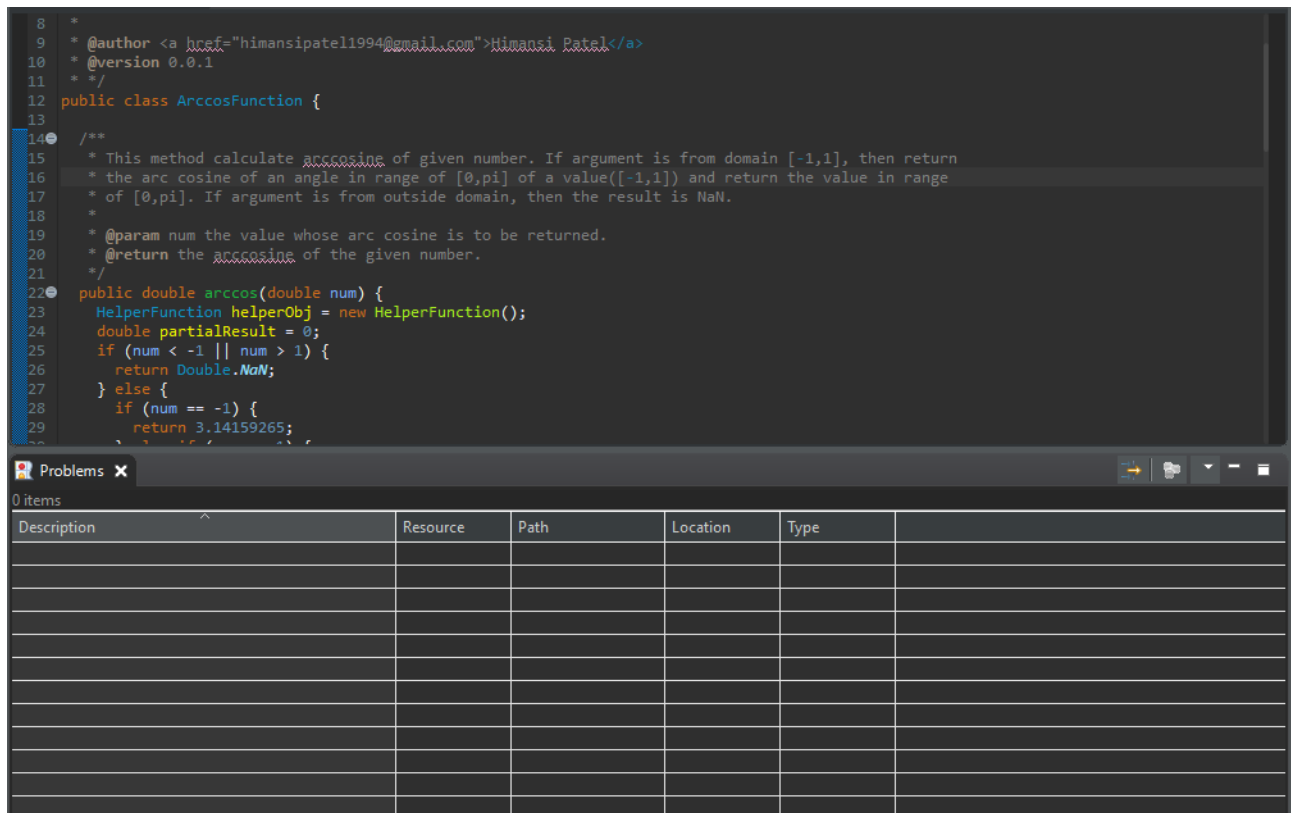 8 *
9 * @author <a href="himansipatel1994@gmail.com">Himansi Patel</a>
10 * @version 0.0.1
11 * */
12 public class ArccosFunction {
13
14 /**
15 * This method calculate arccosine of given number. If argument is from domain [-1,1], then return
16 * the arc cosine of an angle in range of [0,pi] of a value([-1,1]) and return the value in range
17 * of [0,pi]. If argument is from outside domain, then the result is NaN.
18 *
19 * @param num the value whose arc cosine is to be returned.
20 * @return the arccosine of the given number.
21 */
22 public double arccos(double num) {
23 HelperFunction helperObj = new HelperFunction();
24 double partialResult = 0;
25 if (num < -1 || num > 1) {
26 return Double.NaN;
27 } else {
28 if (num == -1) {
29 return 3.14159265;
Problems
0 items
Description Resource Path Location Type